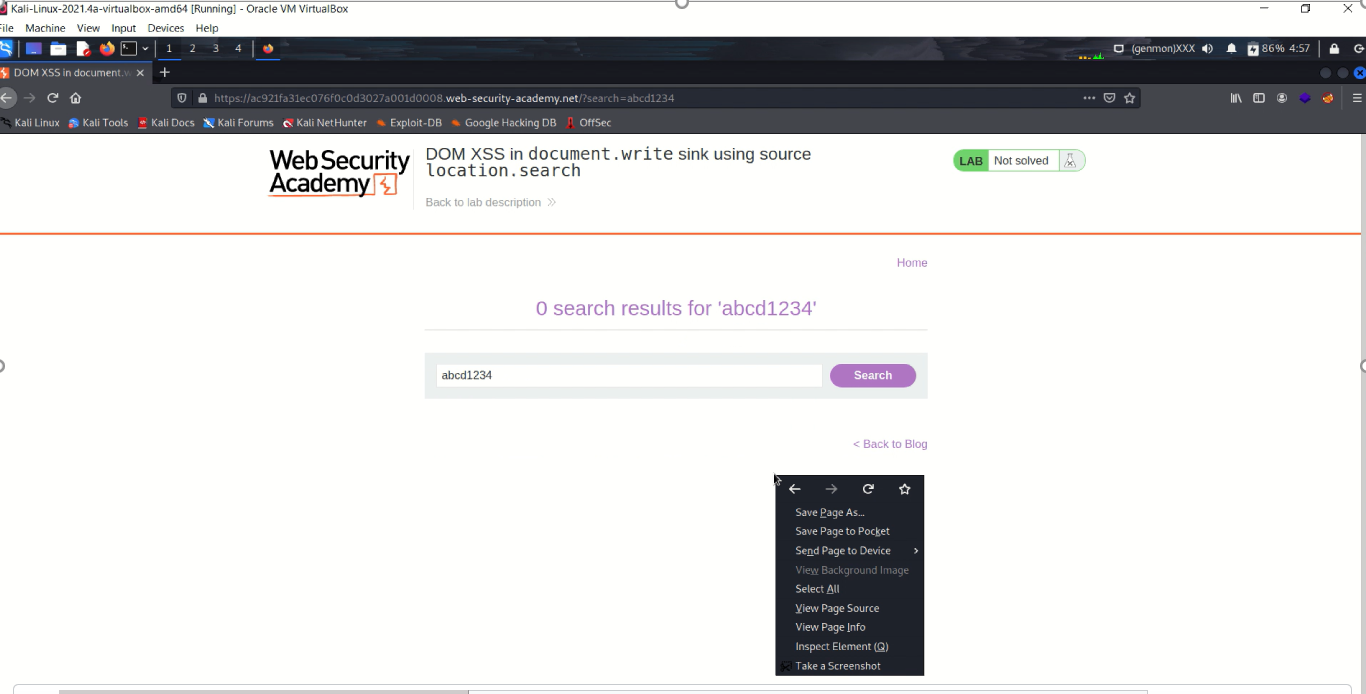 Kali-Linux-2021.4a-virtualbox-amd64 [Running] - Oracle VM VirtualBox
File Machine View Input Devices Help
1 2 3 4 (genmon)XXX 86% 4:57
DOM XSS in document.w
https://ac921fa31ec076f0c0d3027a001d0008.web-security-academy.net/?search=abcd1234
Kali Linux Kali Tools Kali Docs Kali Forums Kali NetHunter Exploit-DB Google Hacking DB OffSec
WebSecurity
Academy
DOM XSS in document.write sink using source
location.search
Back to lab description
LAB Not solved
Home
0 search results for 'abcd1234'
abcd1234 Search
< Back to Blog
Save Page As...
Save Page to Pocket
Send Page to Device
View Background Image
Select All
View Page Source
View Page Info
Inspect Element (Q)
Take a Screenshot